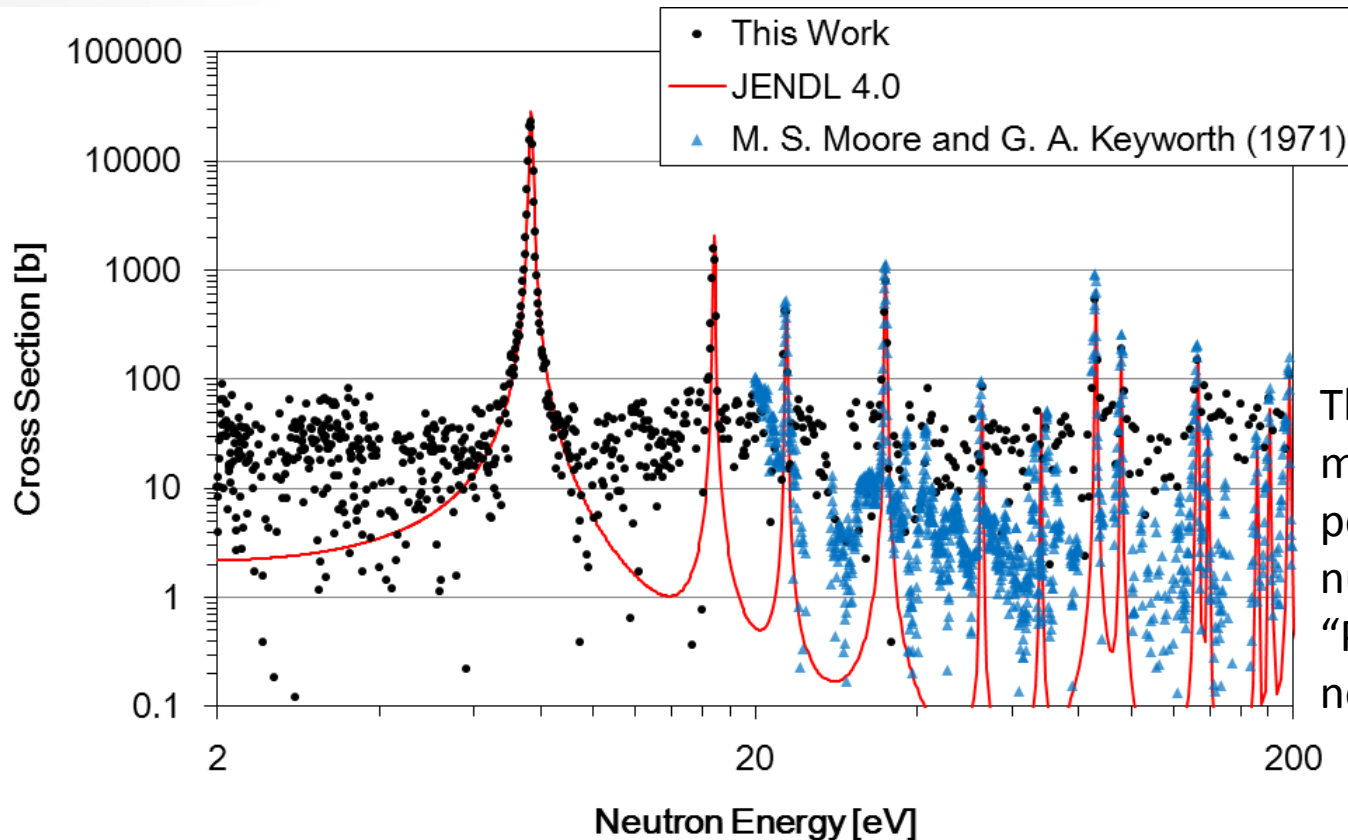 This Work
JENDL 4.0
M. S. Moore and G. A. Keyworth (1971)
100000
10000
1000
100
10
1
0.1
Cross Section [b]
2
20
200
Neutron Energy [eV]